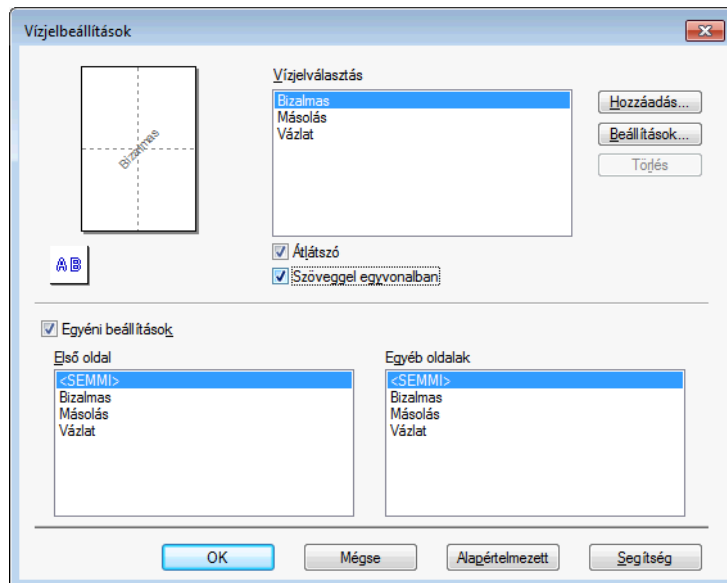 Vízjelbeállítások
Vízjelválasztás
Bizalmas
Másolás
Vázlat
Hozzáadás...
Beállítások...
Törlés
Bizalmas
AB
Átlátszó
Szöveggel egyvonalban
Egyéni beállítások
Első oldal
<SEMMI>
Bizalmas
Másolás
Vázlat
Egyéb oldalak
<SEMMI>
Bizalmas
Másolás
Vázlat
OK
Mégse
Alapértelmezett
Segítség